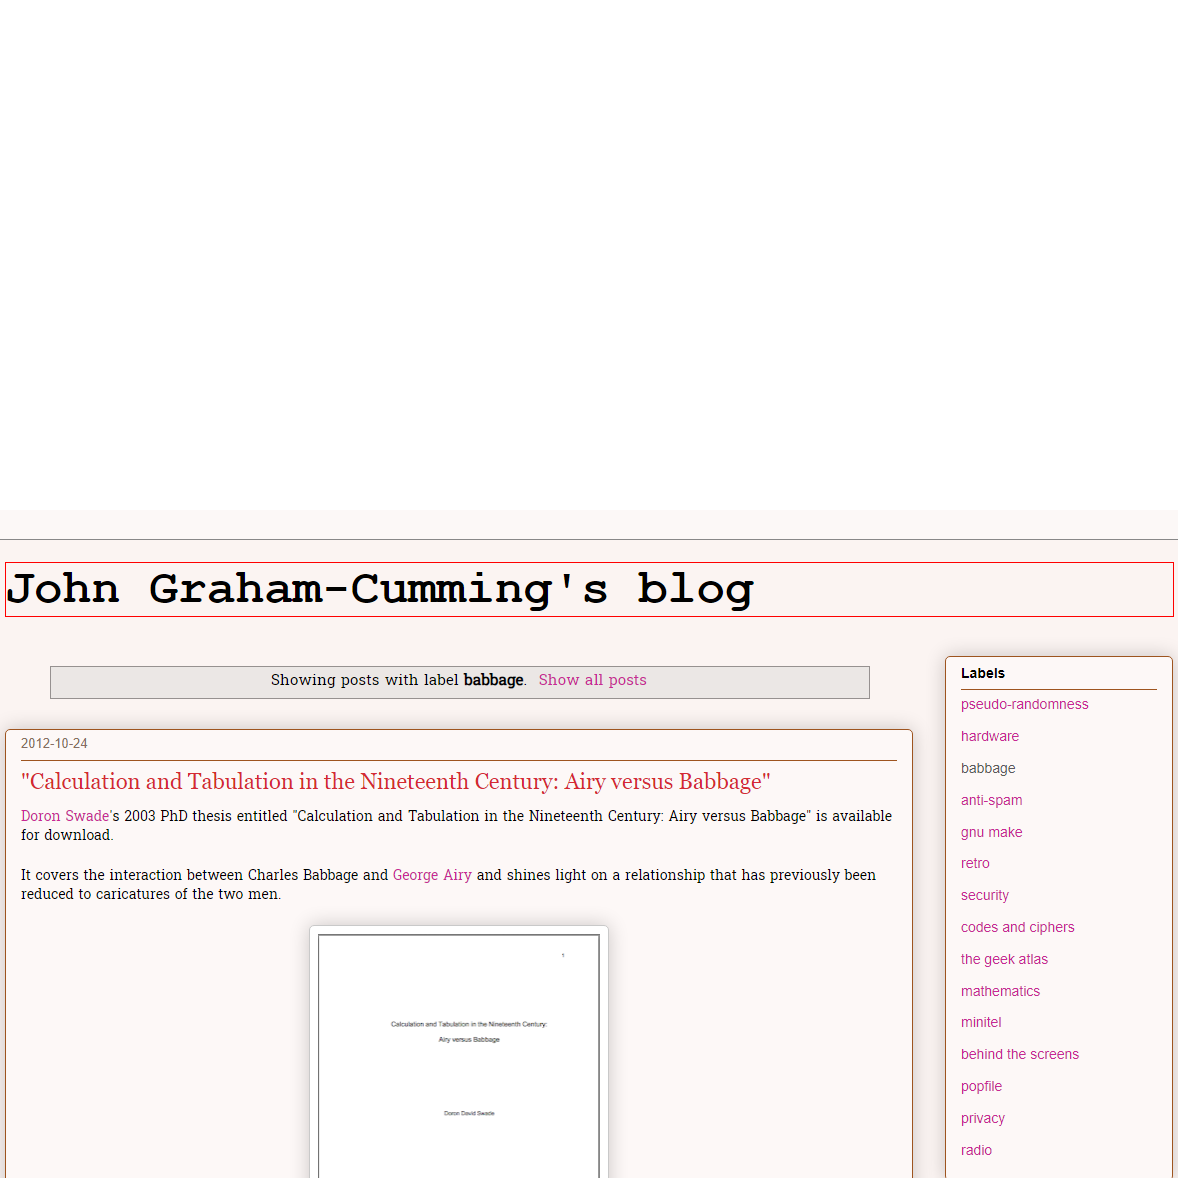 John Graham-Cumming's blog
Showing posts with label babbage. Show all posts
2012-10-24
"Calculation and Tabulation in the Nineteenth Century: Airy versus Babbage"
Doron Swade's 2003 PhD thesis entitled "Calculation and Tabulation in the Nineteenth Century: Airy versus Babbage" is available
for download.
It covers the interaction between Charles Babbage and George Airy and shines light on a relationship that has previously been
reduced to caricatures of the two men.
1
Calculation and Tabulation in the Nineteenth Century:
Airy versus Babbage
Doron David Swade
Labels
pseudo-randomness
hardware
babbage
anti-spam
gnu make
retro
security
codes and ciphers
the geek atlas
mathematics
minitel
behind the screens
popfile
privacy
radio